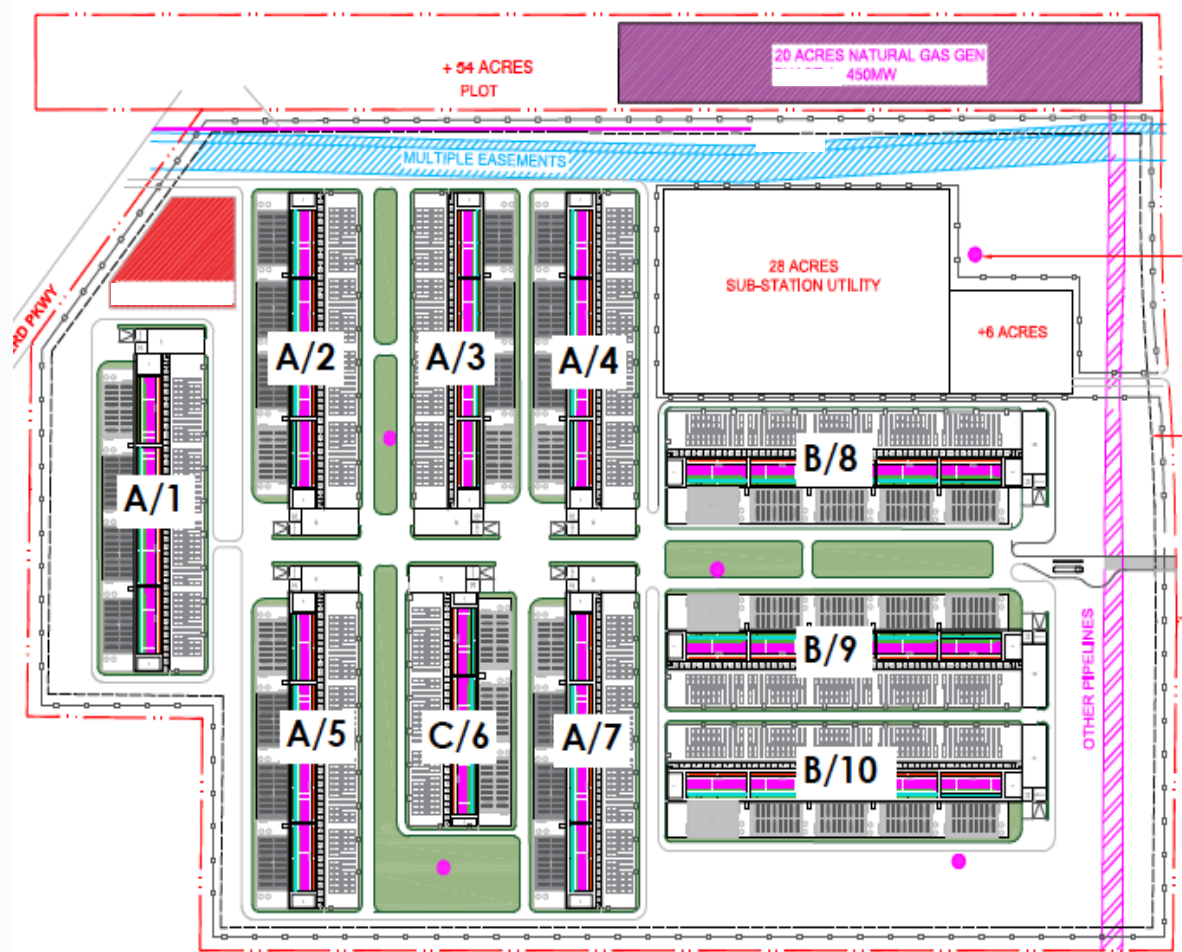 + 54 ACRES
PLOT
20 ACRES NATURAL GAS GEN
450MW
MULTIPLE EASEMENTS
RD PKWY
28 ACRES
SUB-STATION UTILITY
+6 ACRES
A/1
A/2
A/3
A/4
B/8
B/9
B/10
A/5
C/6
A/7
OTHER PIPELINES